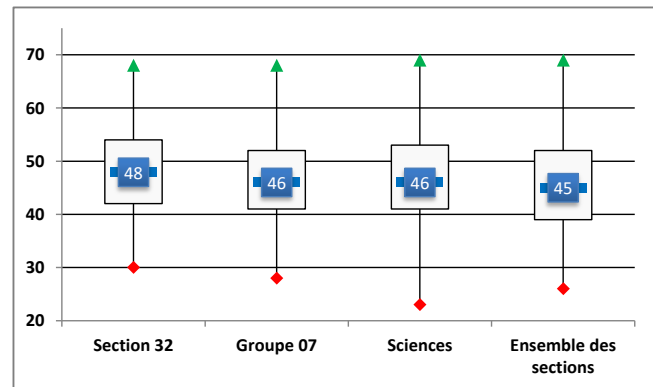 70
60
50
40
30
20
48
46
46
45
Section 32
Groupe 07
Sciences
Ensemble des
sections